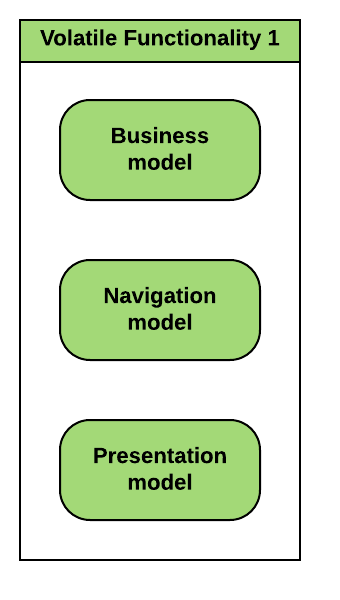 Volatile Functionality 1
Business
model
Navigation
model
Presentation
model